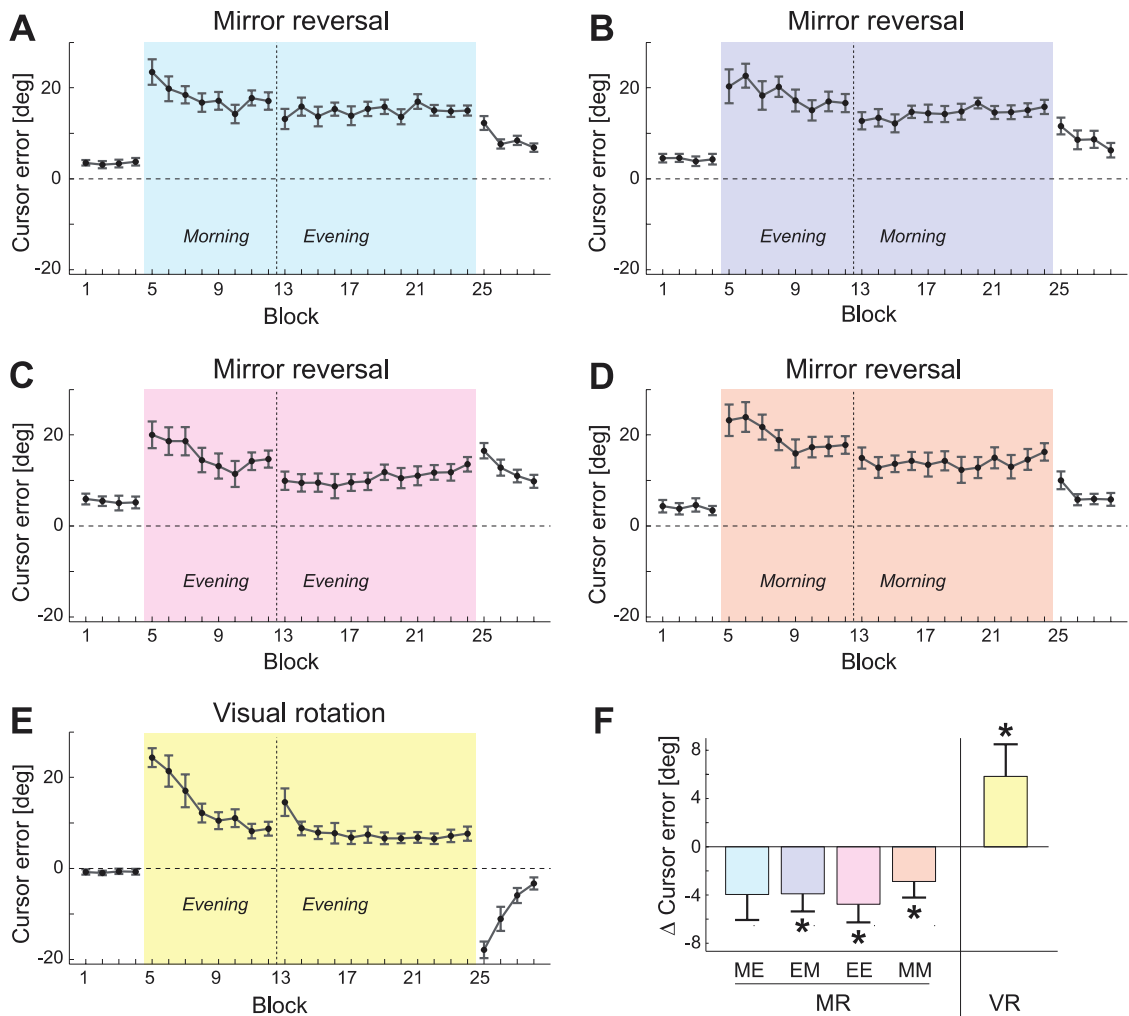 A
Mirror reversal
Cursor error [deg]
20
0
-20
Morning
Evening
1 5 9 13 17 21 25
Block
B
Mirror reversal
Cursor error [deg]
20
0
-20
Evening
Morning
1 5 9 13 17 21 25
Block
C
Mirror reversal
Cursor error [deg]
20
0
-20
Evening
Evening
1 5 9 13 17 21 25
Block
D
Mirror reversal
Cursor error [deg]
20
0
-20
Morning
Morning
1 5 9 13 17 21 25
Block
E
Visual rotation
Cursor error [deg]
20
0
-20
Evening
Evening
1 5 9 13 17 21 25
Block
F
Δ Cursor error [deg]
8
4
0
-4
-8
*
* * *
ME EM EE MM
MR VR